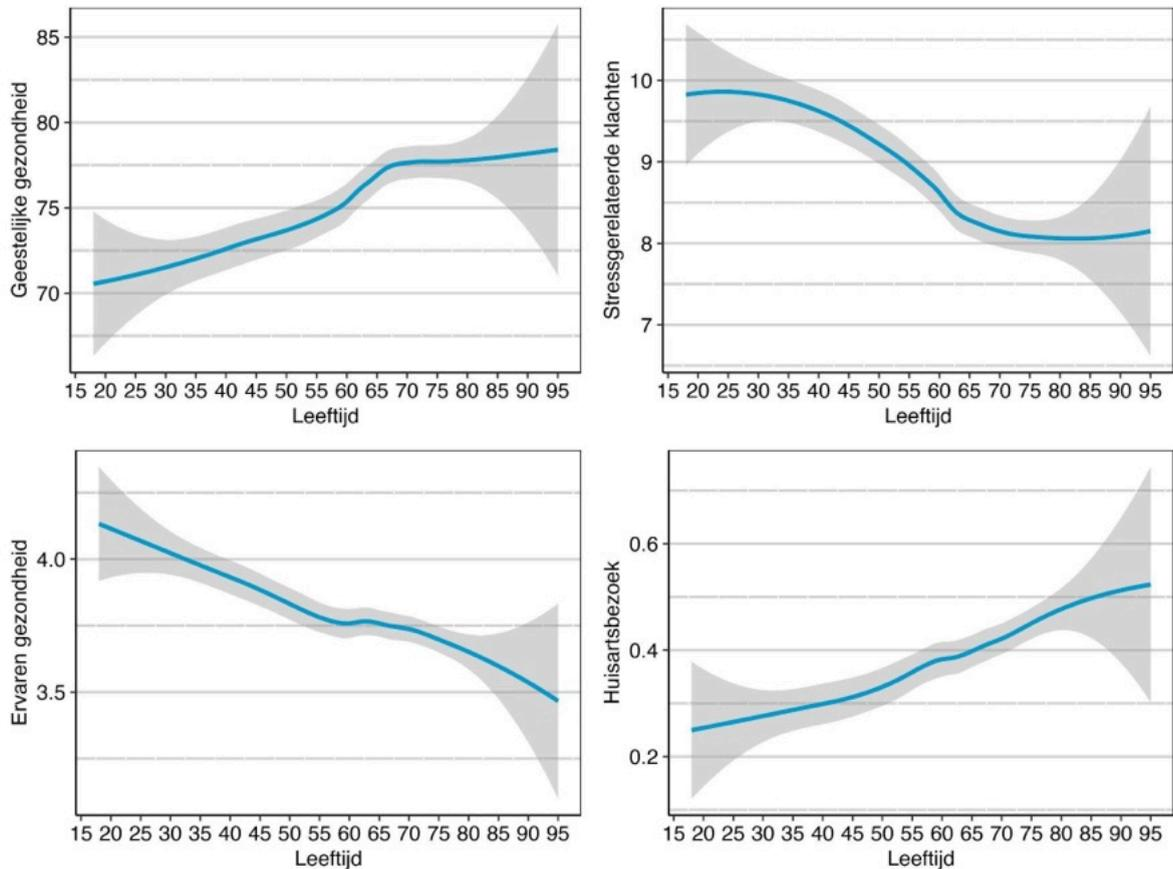 85
80
75
70
Geestelijke gezondheid
15 20 25 30 35 40 45 50 55 60 65 70 75 80 85 90 95
Leeftijd
10
9
8
7
Stressgerelateerde klachten
15 20 25 30 35 40 45 50 55 60 65 70 75 80 85 90 95
Leeftijd
4.0
3.5
Ervaren gezondheid
15 20 25 30 35 40 45 50 55 60 65 70 75 80 85 90 95
Leeftijd
0.6
0.4
0.2
Huisartsbezoek
15 20 25 30 35 40 45 50 55 60 65 70 75 80 85 90 95
Leeftijd